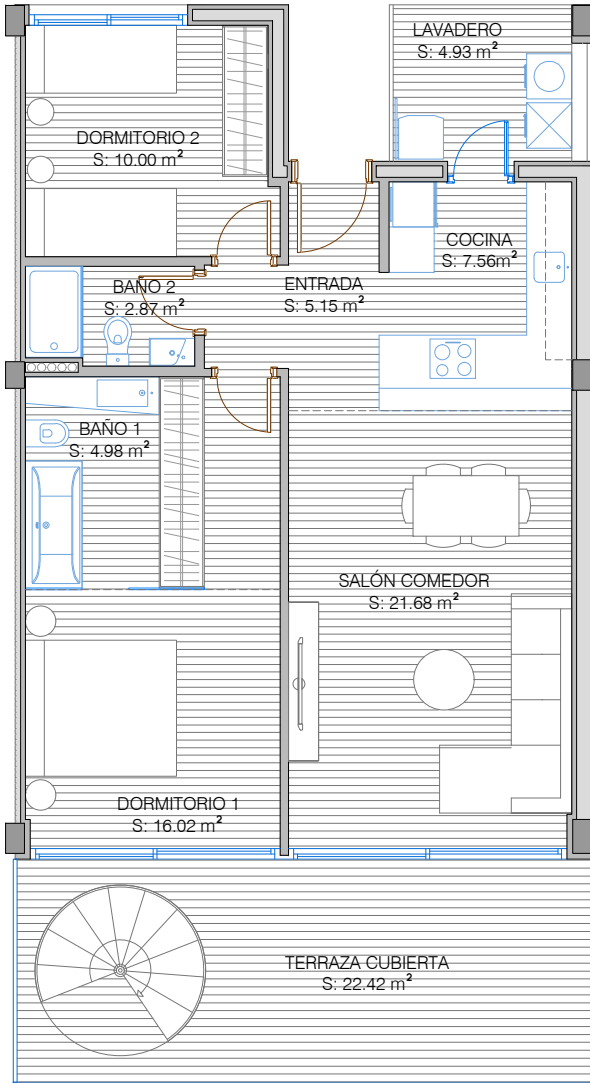 LAVADERO
S: 4.93 m²
DORMITORIO 2
S: 10.00 m²
COCINA
S: 7.56m²
BAÑO 2
S: 2.87 m²
ENTRADA
S: 5.15 m²
BAÑO 1
S: 4.98 m²
SALÓN COMEDOR
S: 21.68 m²
DORMITORIO 1
S: 16.02 m²
TERRAZA CUBIERTA
S: 22.42 m²